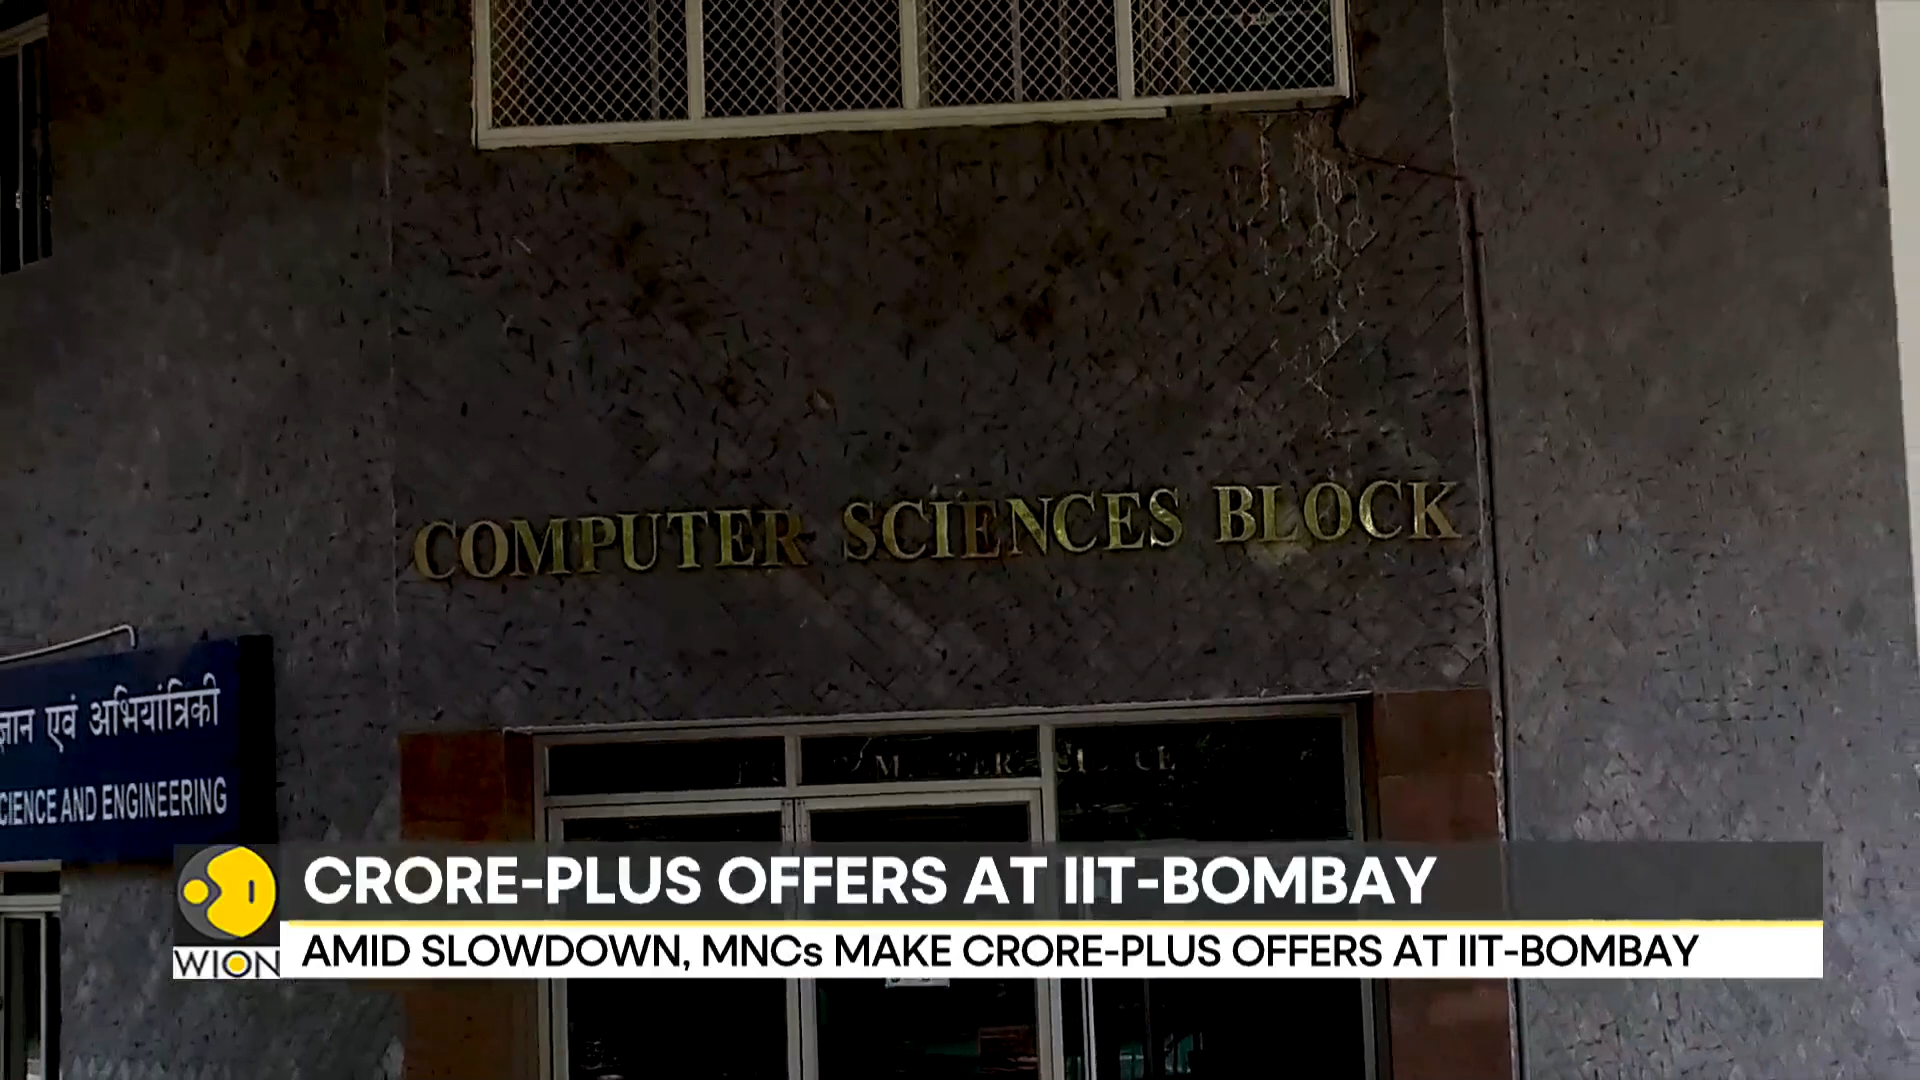 COMPUTER SCIENCES BLOCK
एवं अभियांत्रिकी
AND ENGINEERING
CRORE-PLUS OFFERS AT IIT-BOMBAY
AMID SLOWDOWN, MNCs MAKE CRORE-PLUS OFFERS AT IIT-BOMBAY
WION